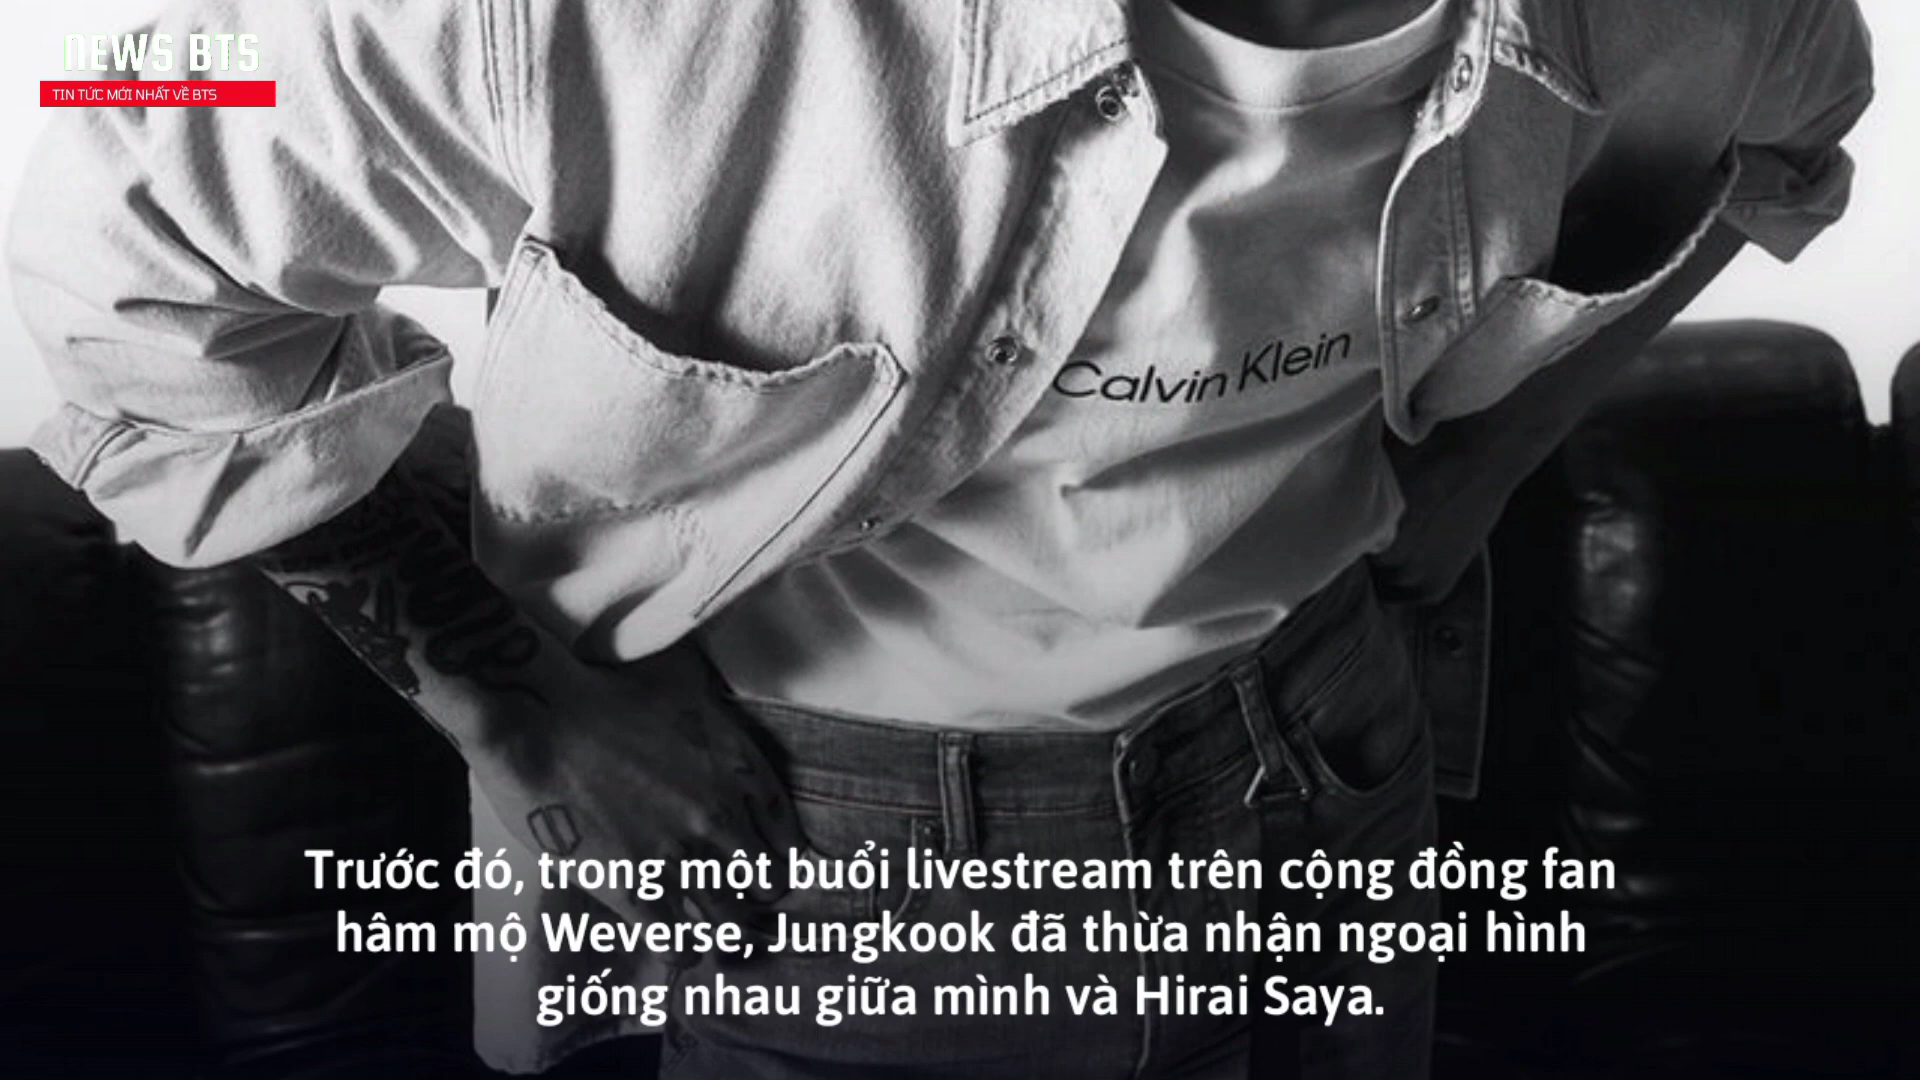 NEWS BTS
TIN TỨC MỚI NHẤT VỀ BTS
Calvin Klein
Trước đó, trong một buổi livestream trên cộng đồng fan
hâm mộ Weverse, Jungkook đã thừa nhận ngoại hình
giống nhau giữa mình và Hirai Saya.